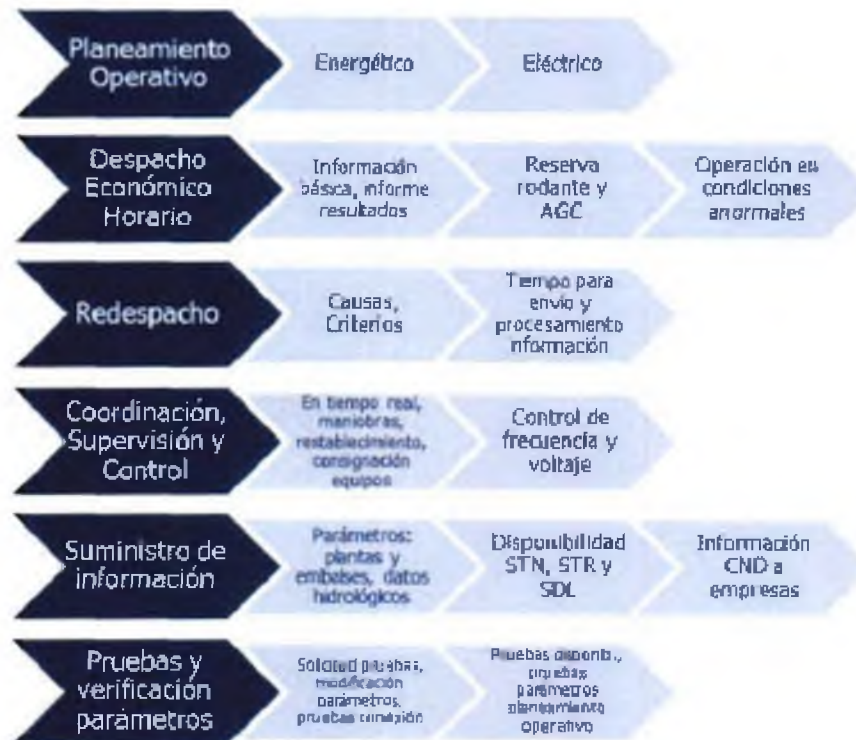 Planeamiento
Operativo
Energético
Eléctrico
Despacho
Económico
Horario
Información
básica, informe
resultados
Reserva
rodante y
AGC
Operación en
condiciones
anormales
Redespacho
Causas,
Criterios
Tiempo para
envío y
procesamiento
información
Coordinación,
Supervisión y
Control
En tiempo real,
maniobras,
restablecimiento,
consignación
equipos
Control de
frecuencia y
voltaje
Suministro de
información
Parámetros:
plantas y
embalses, datos
hidrológicos
Disponibilidad
STN, STR y
SDL
Información
CND a
empresas
Pruebas y
verificación
parámetros
Solicitud pruebas,
modificación
parámetros,
pruebas conexión
Pruebas disponib.,
pruebas
parámetros
planeamiento
operativo